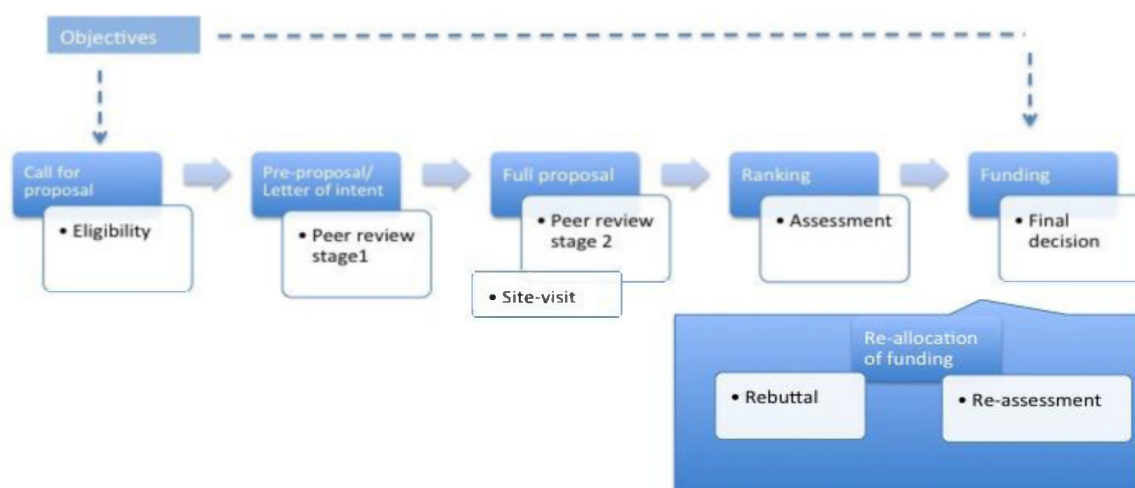 Objectives
Call for
proposal
• Eligibility
Pre-proposal/
Letter of intent
• Peer review
stage1
Full proposal
• Peer review
stage 2
• Site-visit
Ranking
• Assessment
Funding
• Final
decision
Re-allocation
of funding
• Rebuttal
• Re-assessment